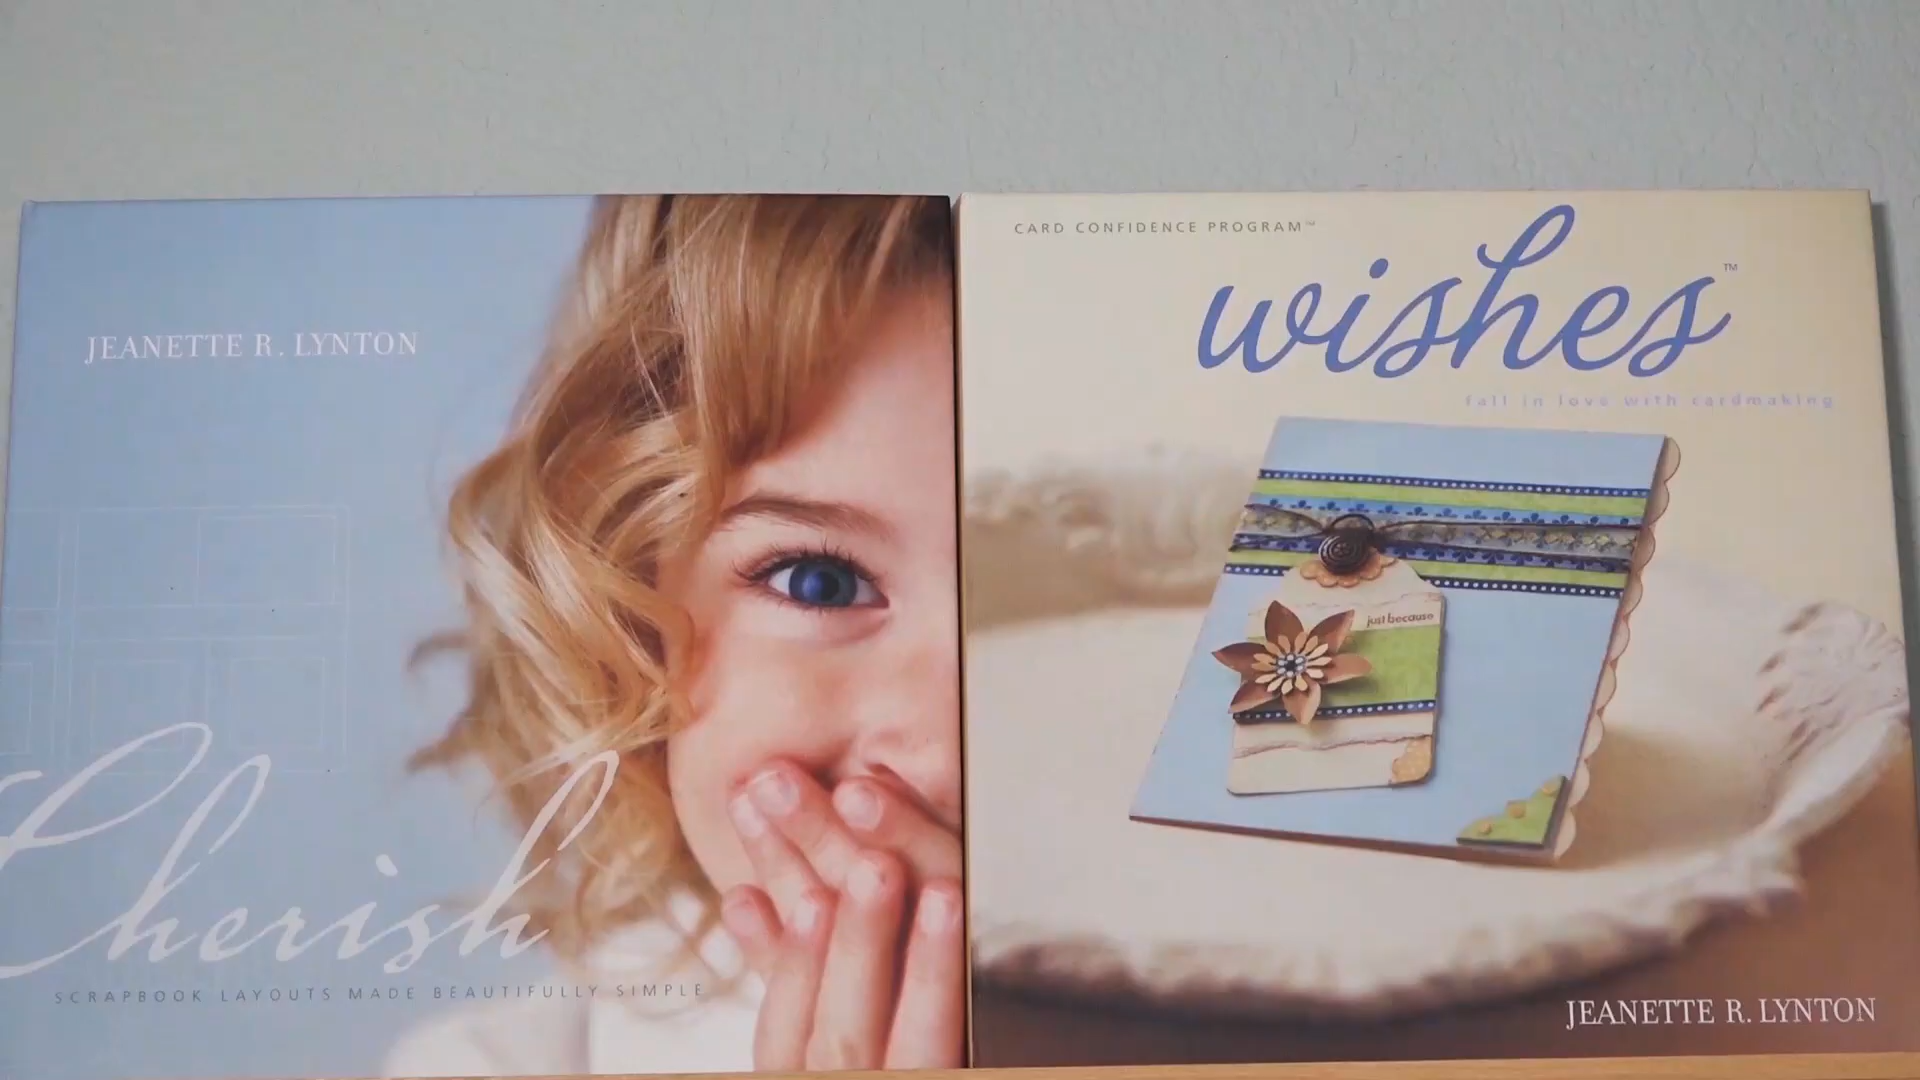 JEANETTE R. LYNTON
Cherish
SCRAPBOOK LAYOUTS MADE BEAUTIFULLY SIMPLE
CARD CONFIDENCE PROGRAM™
wishes™
fall in love with cardmaking
just because
JEANETTE R. LYNTON